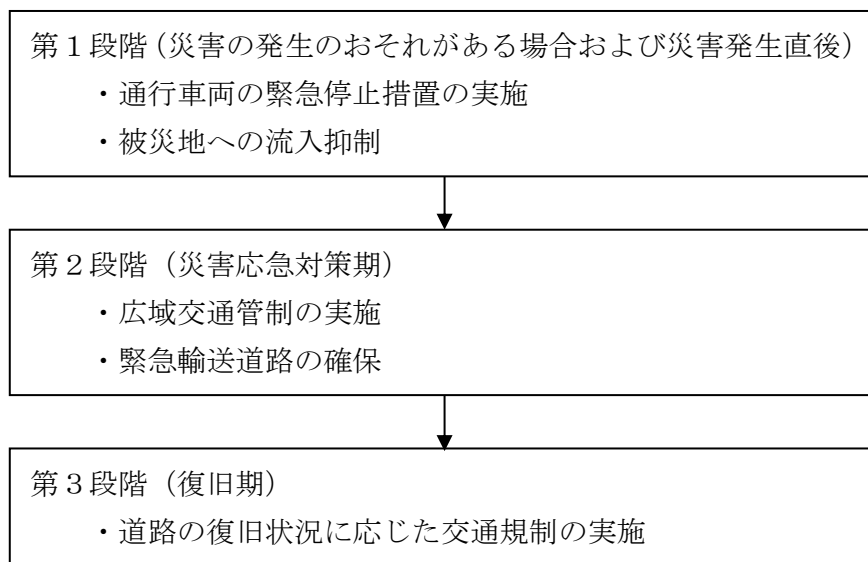 第１段階（災害の発生のおそれがある場合および災害発生直後）
・通行車両の緊急停止措置の実施
・被災地への流入抑制
第２段階（災害応急対策期）
・広域交通管制の実施
・緊急輸送道路の確保
第３段階（復旧期）
・道路の復旧状況に応じた交通規制の実施